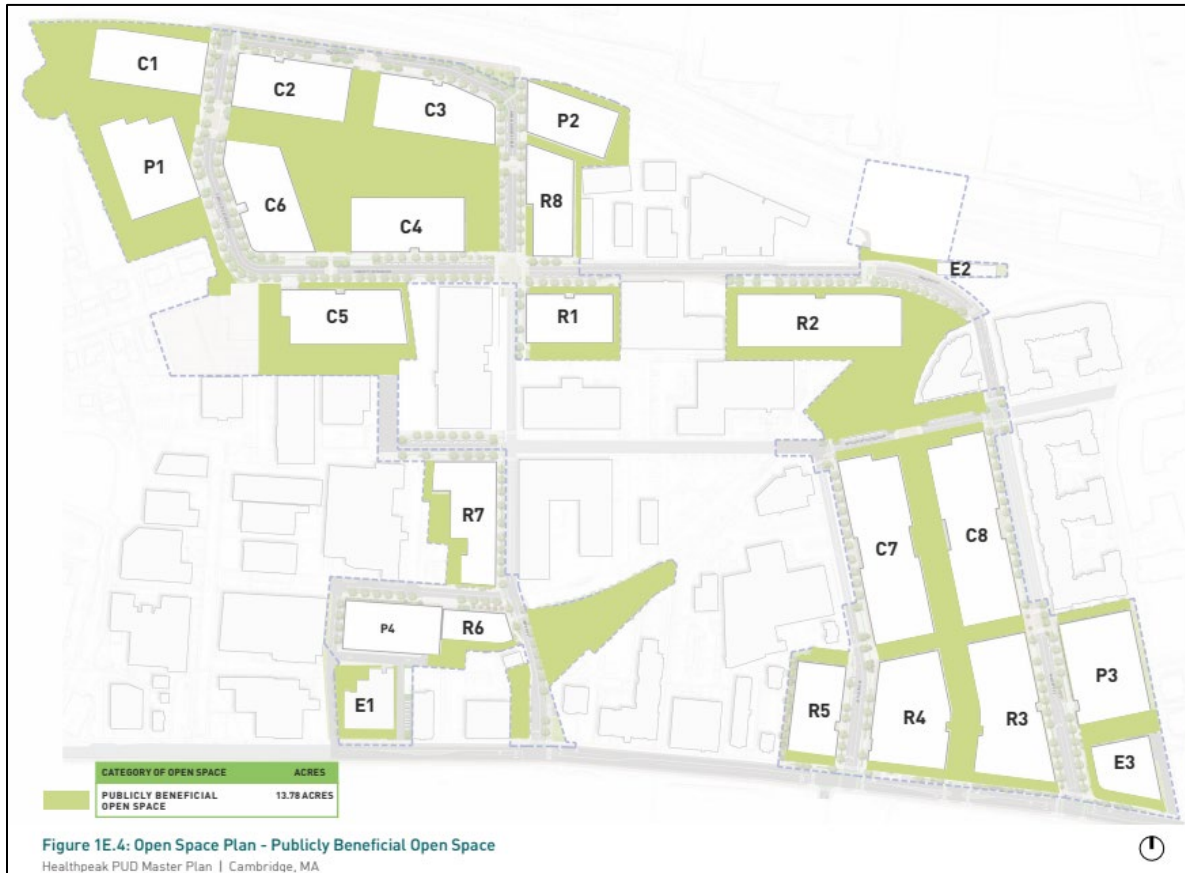 C1
C2
C3
P2
P1
C6
C4
R8
E2
C5
R1
R2
R7
C7
C8
P4
R6
P3
E1
R5
R4
R3
E3
CATEGORY OF OPEN SPACE ACRES
PUBLICLY BENEFICIAL 13.78 ACRES
OPEN SPACE
Figure 1E.4: Open Space Plan - Publicly Beneficial Open Space
Healthpeak PUD Master Plan | Cambridge, MA